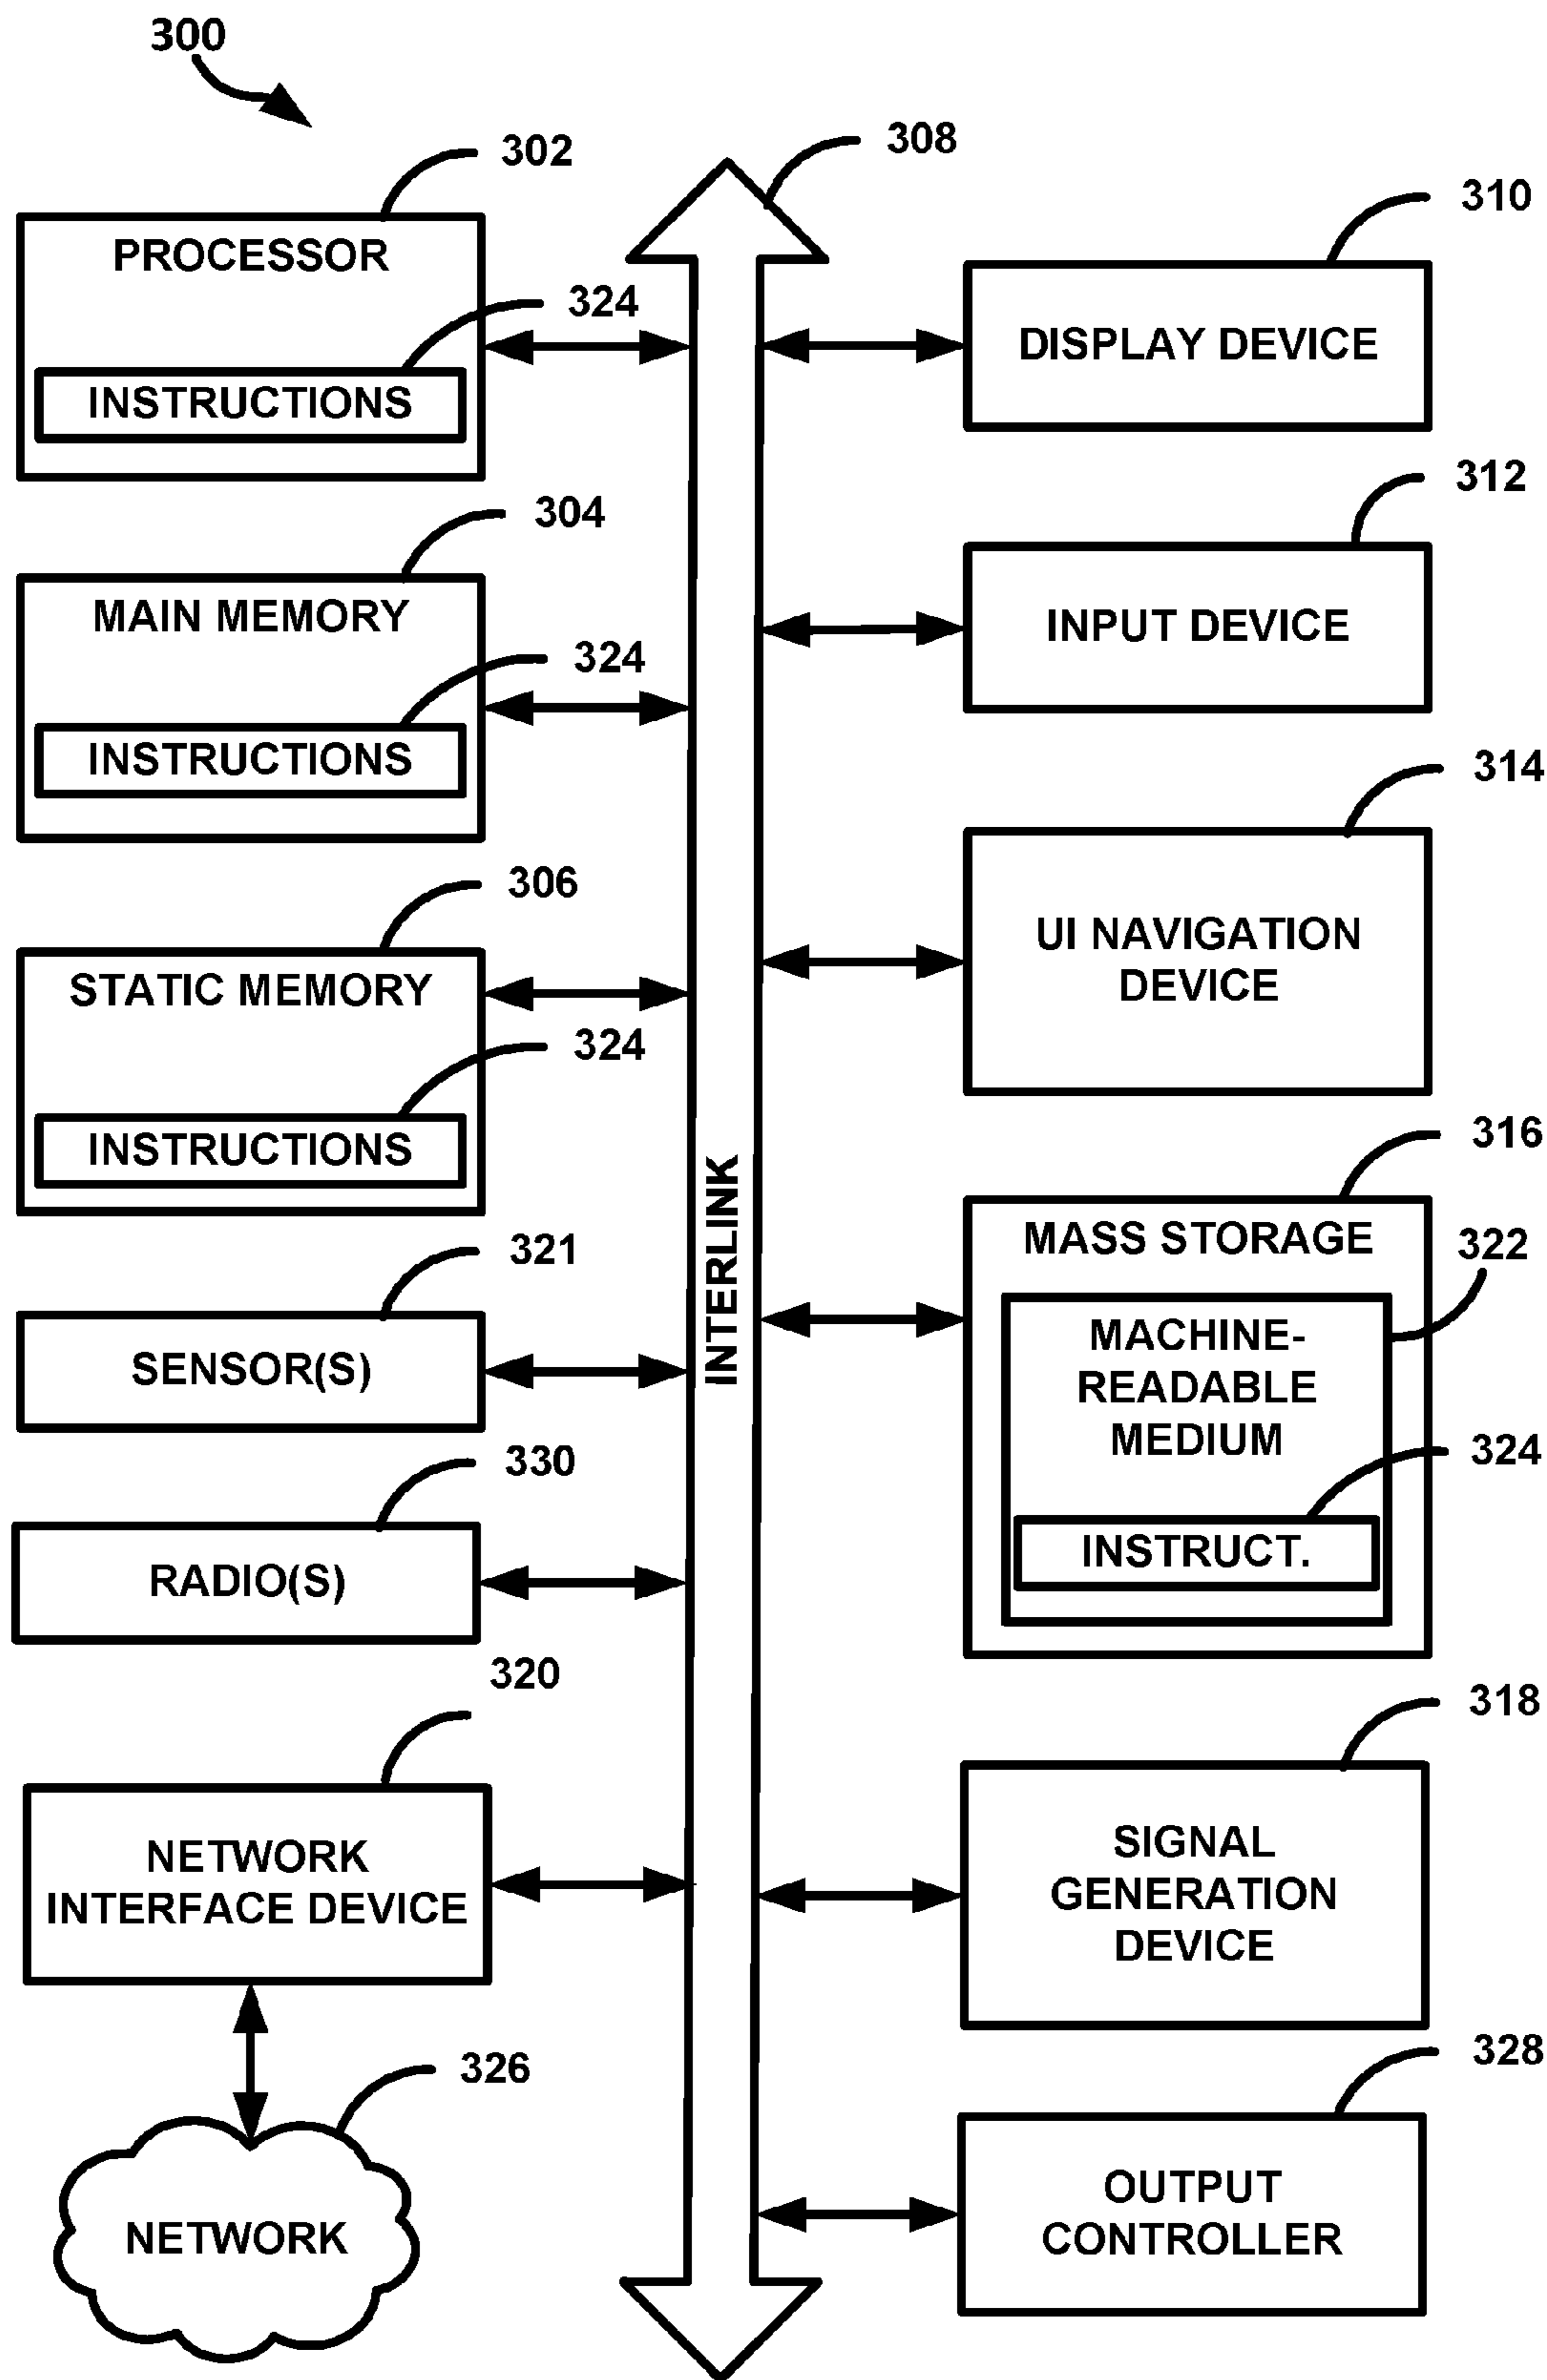 300
302
PROCESSOR
324
INSTRUCTIONS
304
MAIN MEMORY
324
INSTRUCTIONS
306
STATIC MEMORY
324
INSTRUCTIONS
321
SENSOR(S)
330
RADIO(S)
320
NETWORK
INTERFACE DEVICE
326
NETWORK
308
INTERLINK
310
DISPLAY DEVICE
312
INPUT DEVICE
314
UI NAVIGATION
DEVICE
316
MASS STORAGE
322
MACHINE-
READABLE
MEDIUM
324
INSTRUCT.
318
SIGNAL
GENERATION
DEVICE
328
OUTPUT
CONTROLLER